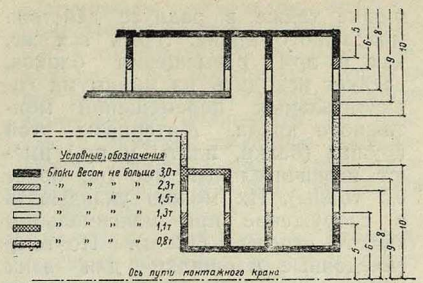 5
6
8
9
10
Условные обозначения
Блоки весом не больше 3,0т
" " " " 2,3т
" " " " 1,5т
" " " " 1,3т
" " " " 1,1т
" " " " 0,8т
5
6
8
9
10
Ось пути монтажного крана